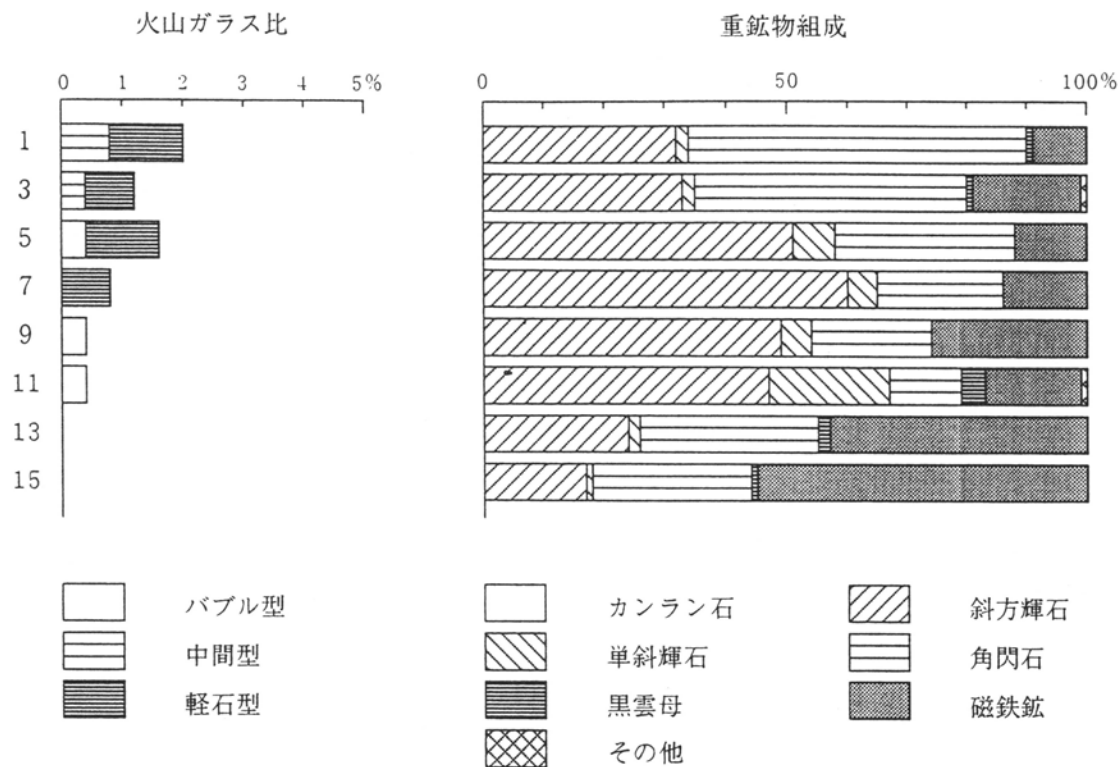 火山ガラス比
重鉱物組成
0 1 2 5%
0 50 100%
1
3
5
7
9
11
13
15
バブル型
中間型
軽石型
カンラン石
単斜輝石
黒雲母
その他
斜方輝石
角閃石
磁鉄鉱